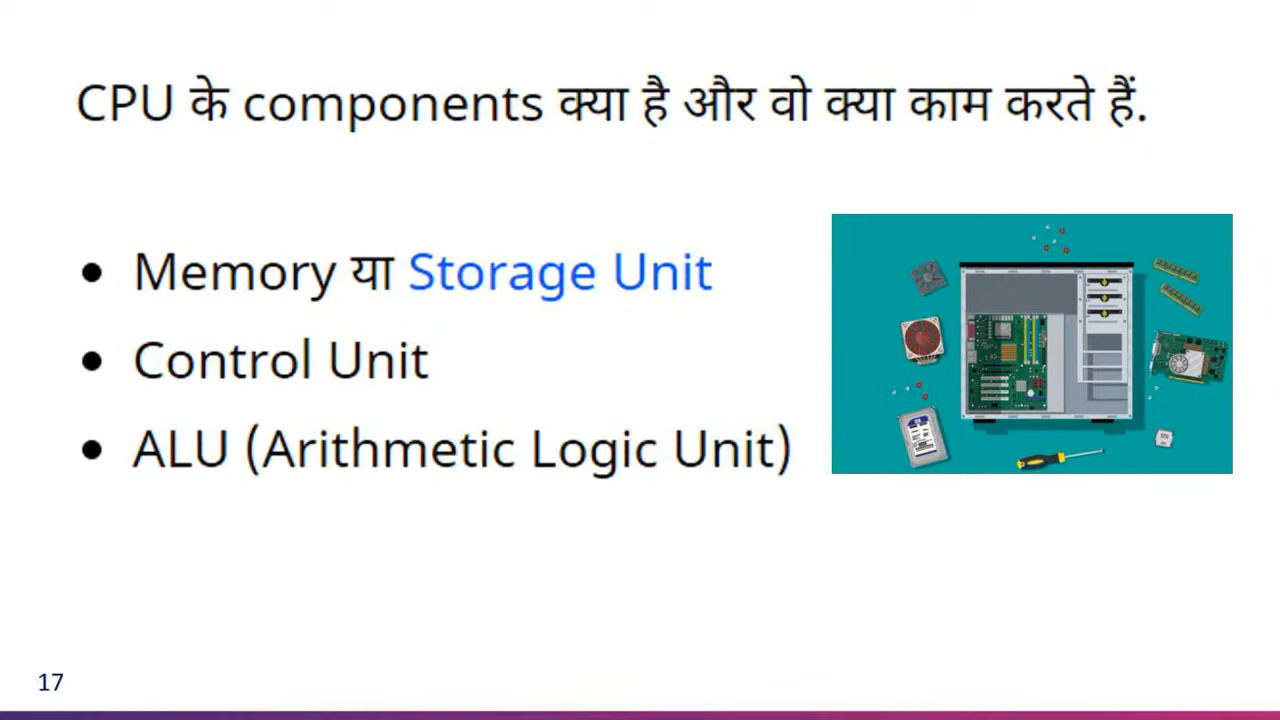 CPU के components क्या है और वो क्या काम करते हैं.
• Memory या Storage Unit
• Control Unit
• ALU (Arithmetic Logic Unit)
17